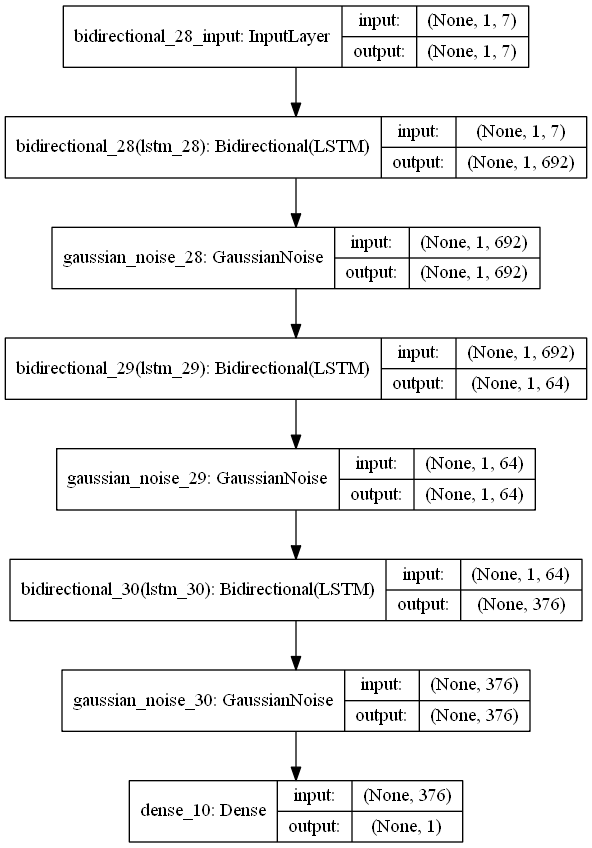 bidirectional_28_input: InputLayer
input:
(None, 1, 7)
output:
(None, 1, 7)
bidirectional_28(lstm_28): Bidirectional(LSTM)
input:
(None, 1, 7)
output:
(None, 1, 692)
gaussian_noise_28: GaussianNoise
input:
(None, 1, 692)
output:
(None, 1, 692)
bidirectional_29(lstm_29): Bidirectional(LSTM)
input:
(None, 1, 692)
output:
(None, 1, 64)
gaussian_noise_29: GaussianNoise
input:
(None, 1, 64)
output:
(None, 1, 64)
bidirectional_30(lstm_30): Bidirectional(LSTM)
input:
(None, 1, 64)
output:
(None, 376)
gaussian_noise_30: GaussianNoise
input:
(None, 376)
output:
(None, 376)
dense_10: Dense
input:
(None, 376)
output:
(None, 1)